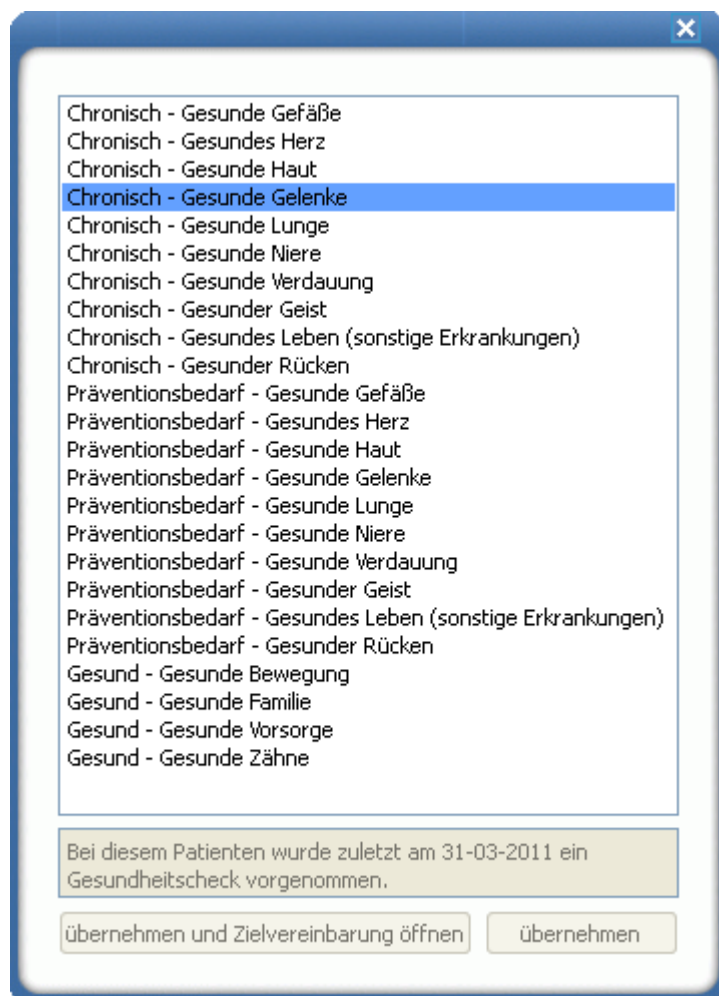 Chronisch - Gesunde Gefäße
Chronisch - Gesundes Herz
Chronisch - Gesunde Haut
Chronisch - Gesunde Gelenke
Chronisch - Gesunde Lunge
Chronisch - Gesunde Niere
Chronisch - Gesunde Verdauung
Chronisch - Gesunder Geist
Chronisch - Gesundes Leben (sonstige Erkrankungen)
Chronisch - Gesunder Rücken
Präventionsbedarf - Gesunde Gefäße
Präventionsbedarf - Gesundes Herz
Präventionsbedarf - Gesunde Haut
Präventionsbedarf - Gesunde Gelenke
Präventionsbedarf - Gesunde Lunge
Präventionsbedarf - Gesunde Niere
Präventionsbedarf - Gesunde Verdauung
Präventionsbedarf - Gesunder Geist
Präventionsbedarf - Gesundes Leben (sonstige Erkrankungen)
Präventionsbedarf - Gesunder Rücken
Gesund - Gesunde Bewegung
Gesund - Gesunde Familie
Gesund - Gesunde Vorsorge
Gesund - Gesunde Zähne
Bei diesem Patienten wurde zuletzt am 31-03-2011 ein
Gesundheitscheck vorgenommen.
übernehmen und Zielvereinbarung öffnen übernehmen